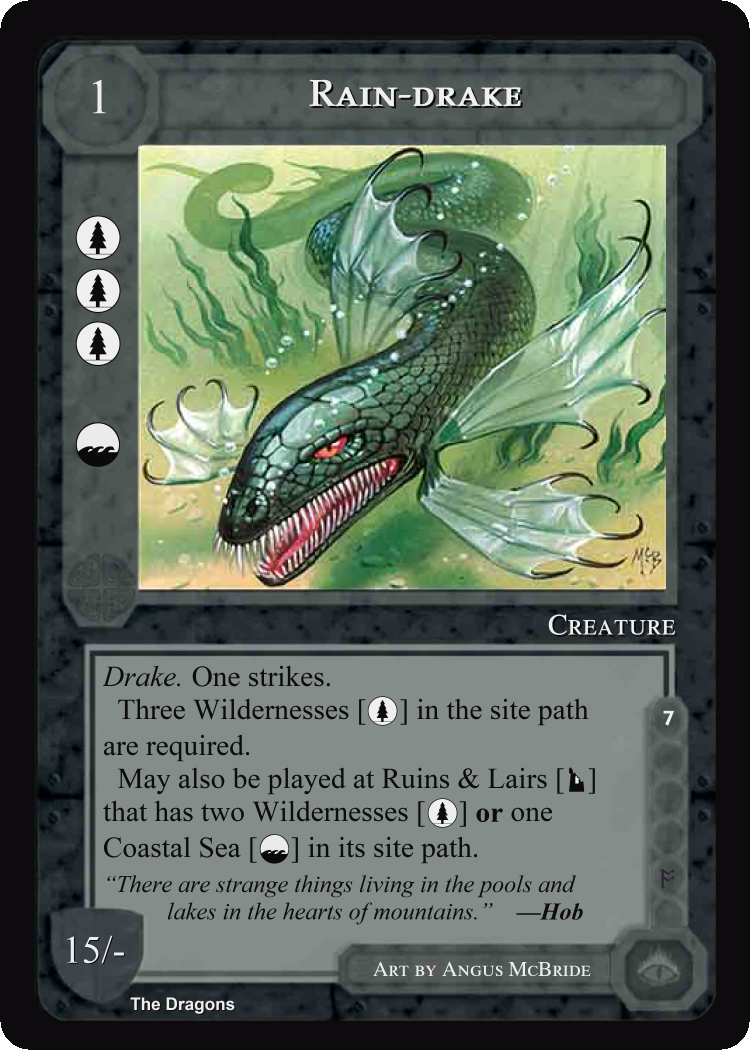 1
Rain-drake
McB
Creature
Drake. One strikes.
Three Wildernesses [ ] in the site path
are required.
May also be played at Ruins & Lairs [ ]
that has two Wildernesses [ ] or one
Coastal Sea [ ] in its site path.
7
“There are strange things living in the pools and
lakes in the hearts of mountains.” —Hob
15/-
Art by Angus McBride
The Dragons